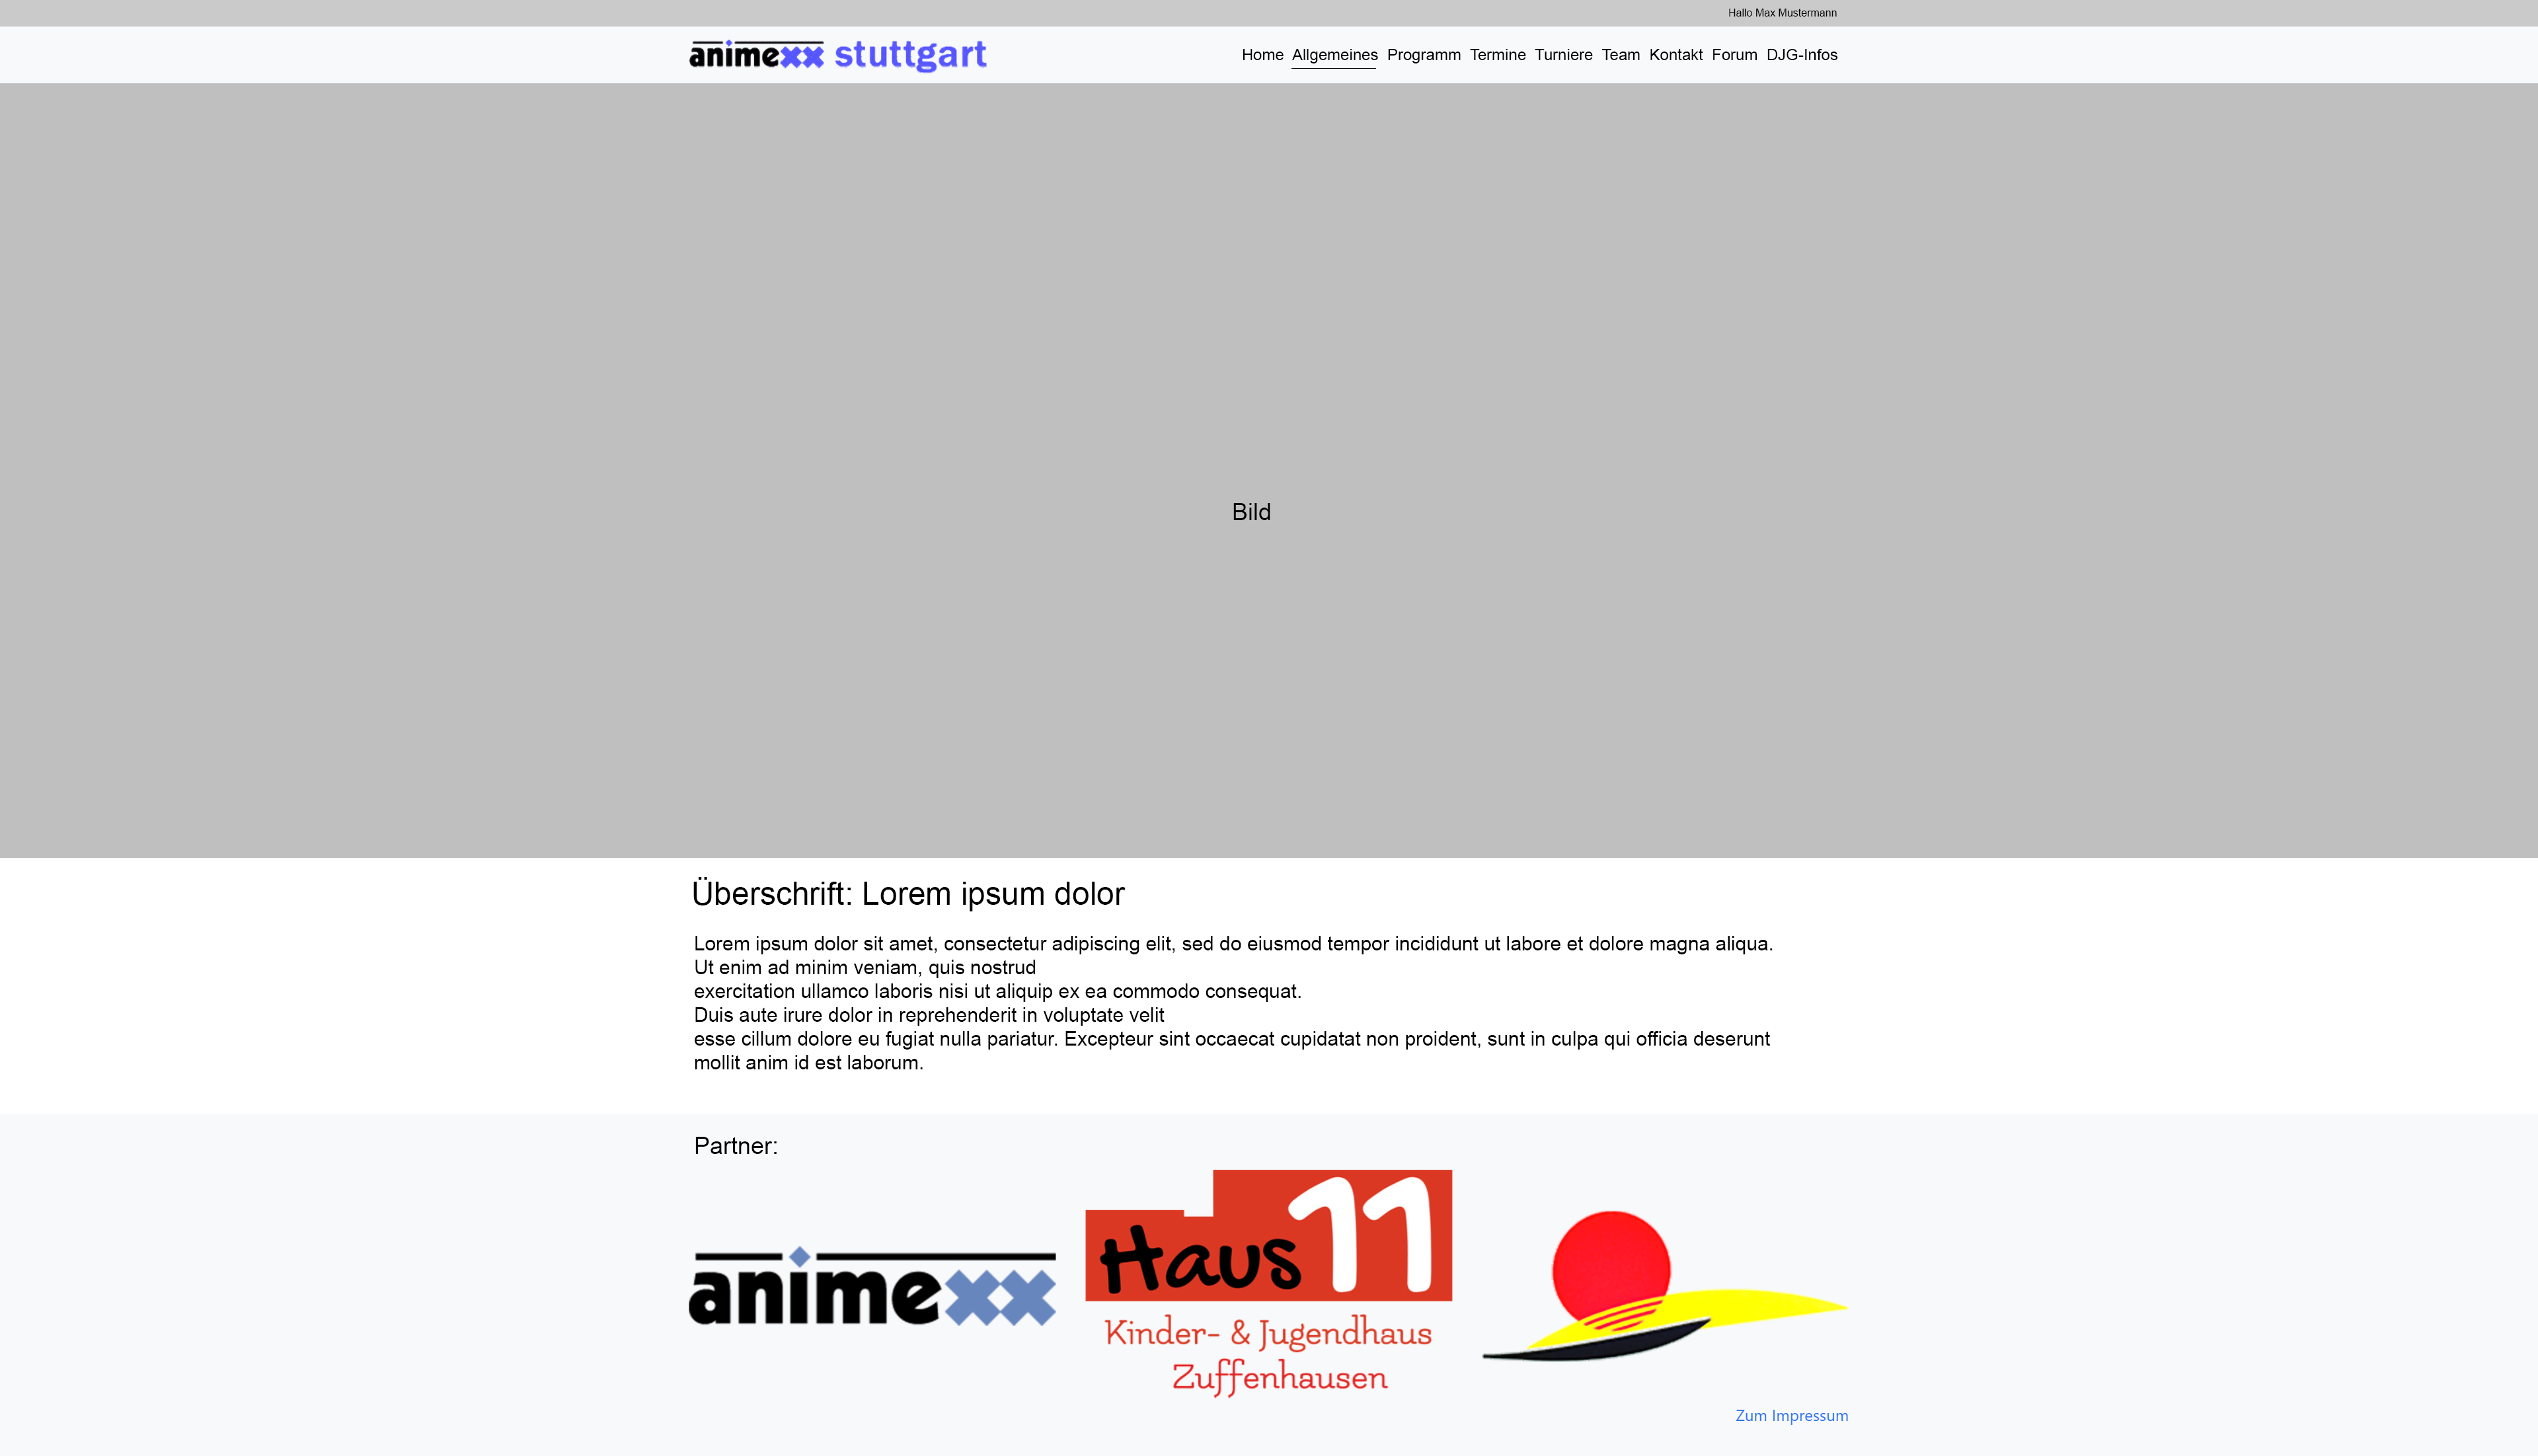 Hallo Max Mustermann
animexx stuttgart
Home Allgemeines Programm Termine Turniere Team Kontakt Forum DJG-Infos
Bild
Überschrift: Lorem ipsum dolor
Lorem ipsum dolor sit amet, consectetur adipiscing elit, sed do eiusmod tempor incididunt ut labore et dolore magna aliqua.
Ut enim ad minim veniam, quis nostrud
exercitation ullamco laboris nisi ut aliquip ex ea commodo consequat.
Duis aute irure dolor in reprehenderit in voluptate velit
esse cillum dolore eu fugiat nulla pariatur. Excepteur sint occaecat cupidatat non proident, sunt in culpa qui officia deserunt
mollit anim id est laborum.
Partner:
animexx
Haus 11
Kinder- & Jugendhaus
Zuffenhausen
Zum Impressum